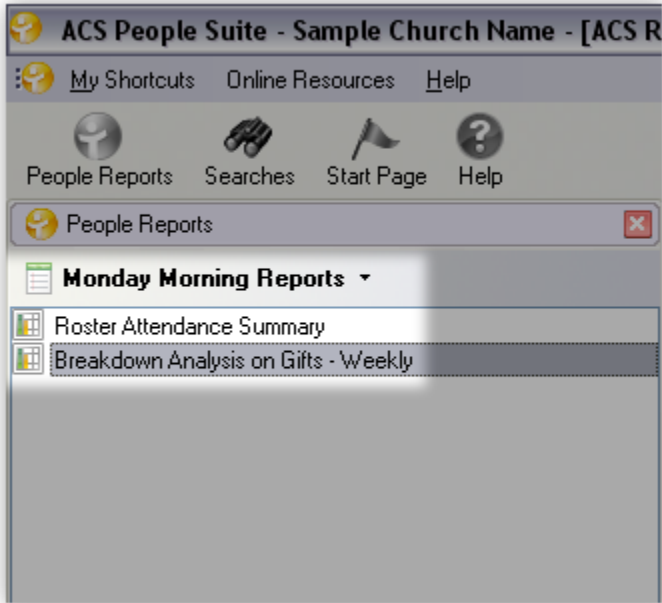 ACS People Suite - Sample Church Name - [ACS R
My Shortcuts Online Resources Help
People Reports Searches Start Page Help
People Reports
Monday Morning Reports
Roster Attendance Summary
Breakdown Analysis on Gifts - Weekly